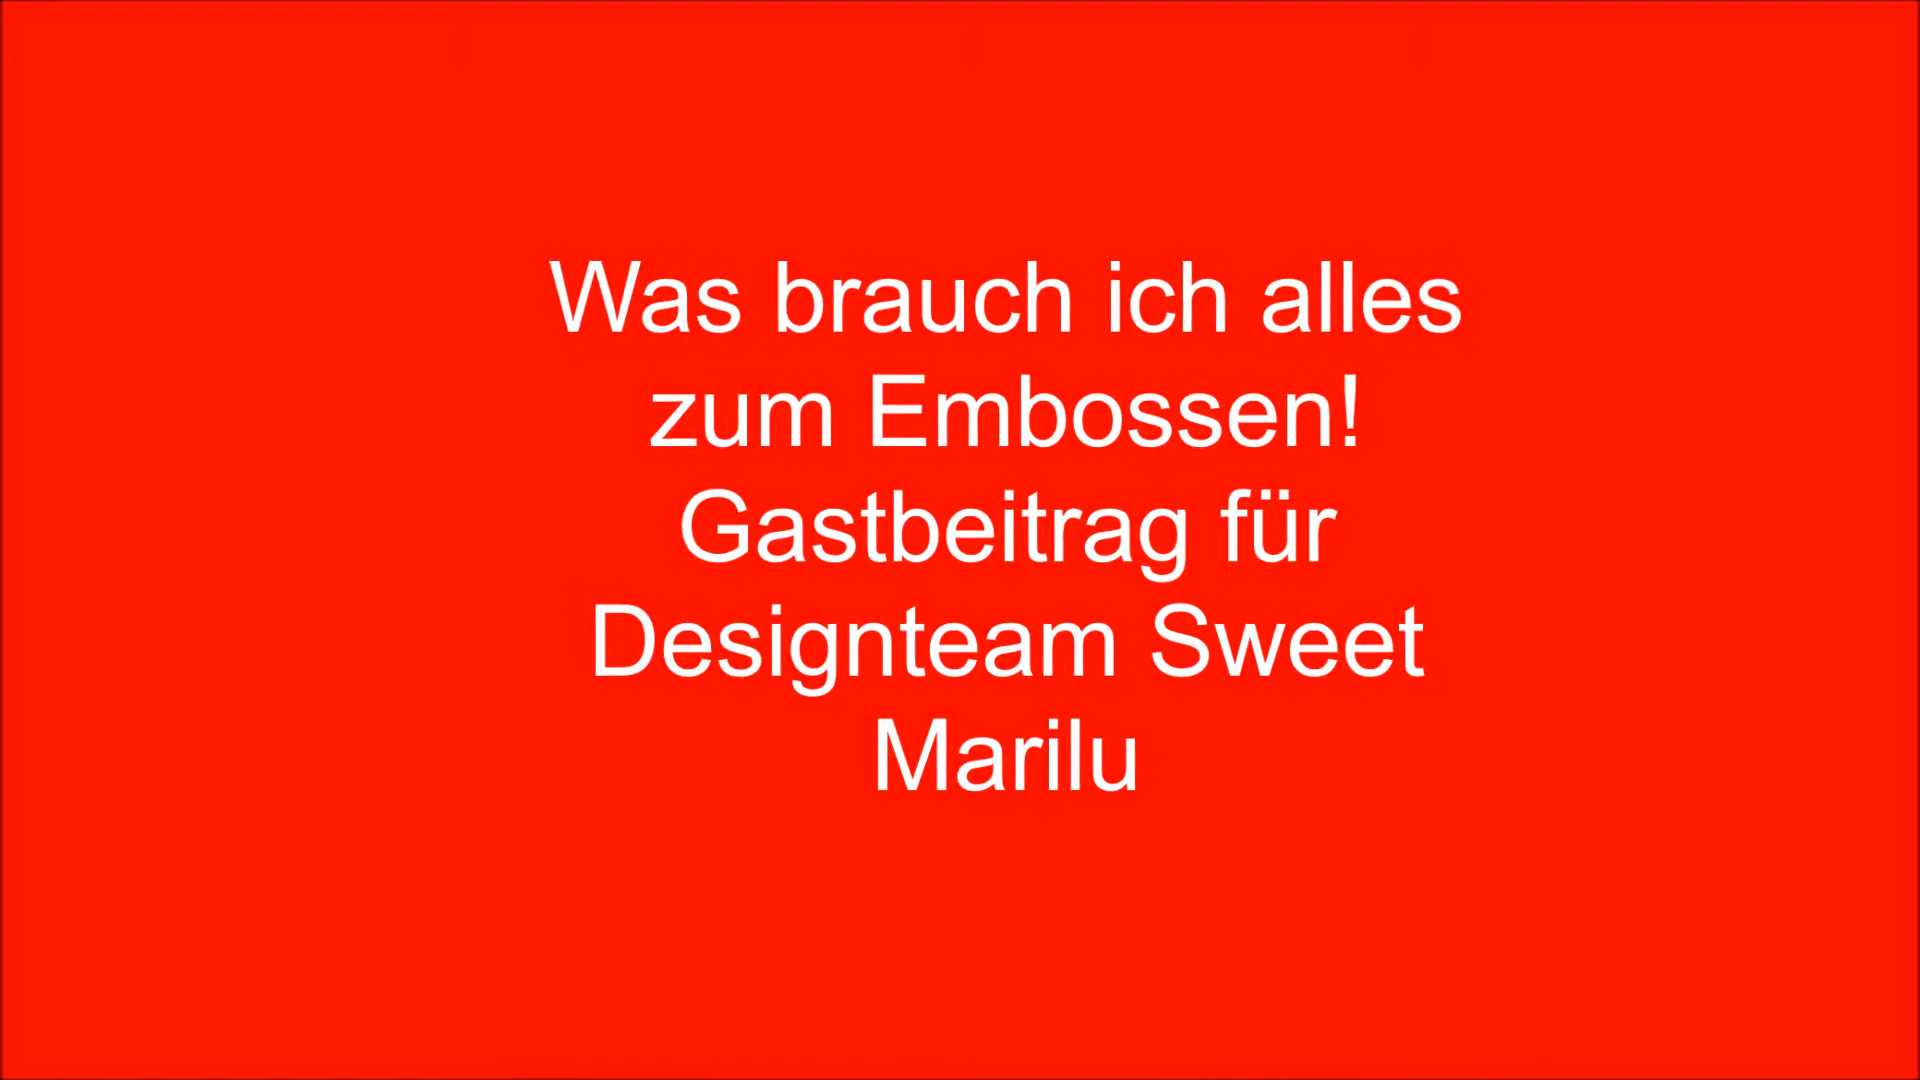 Was brauch ich alles
zum Embossen!
Gastbeitrag für
Designteam Sweet
Marilu